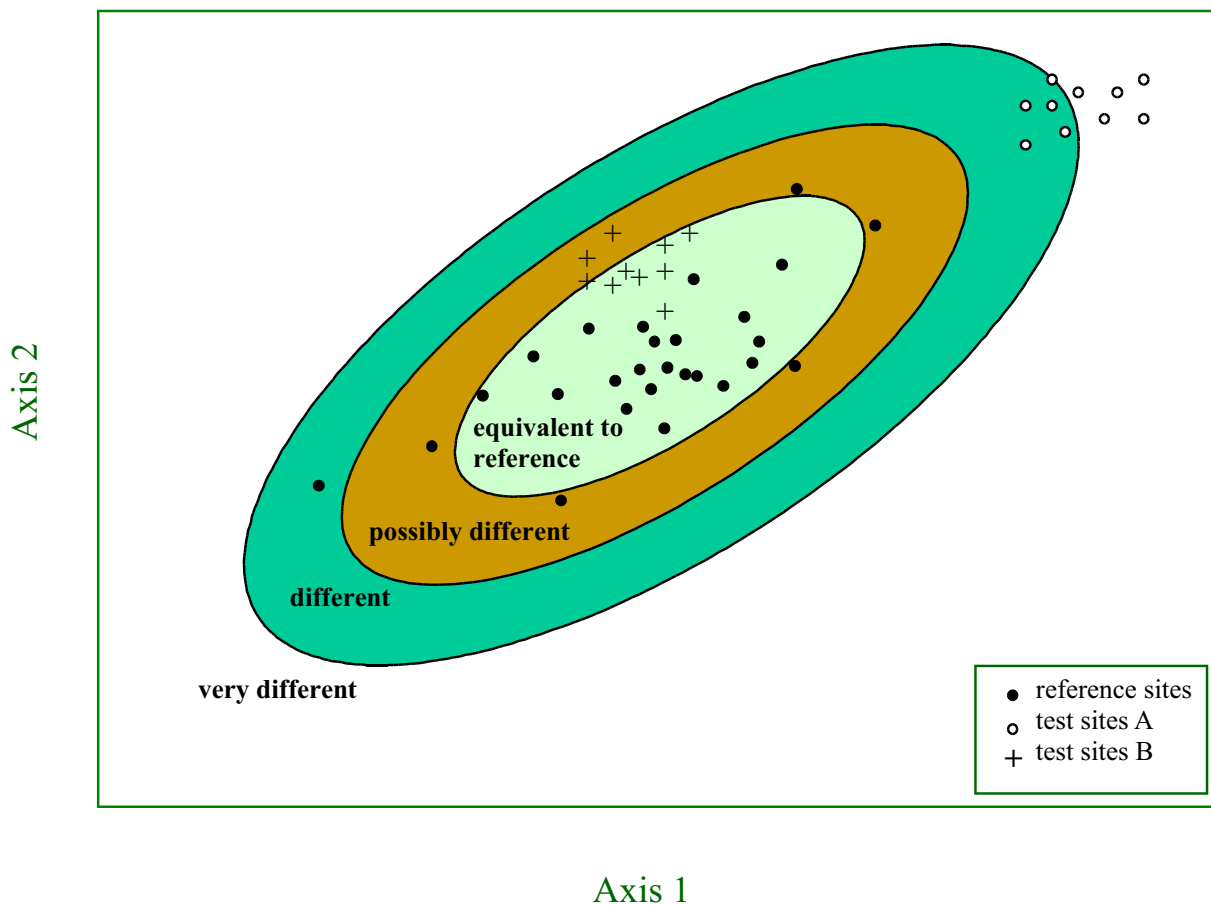 Axis 2
equivalent to
reference
possibly different
different
very different
reference sites
test sites A
test sites B
Axis 1